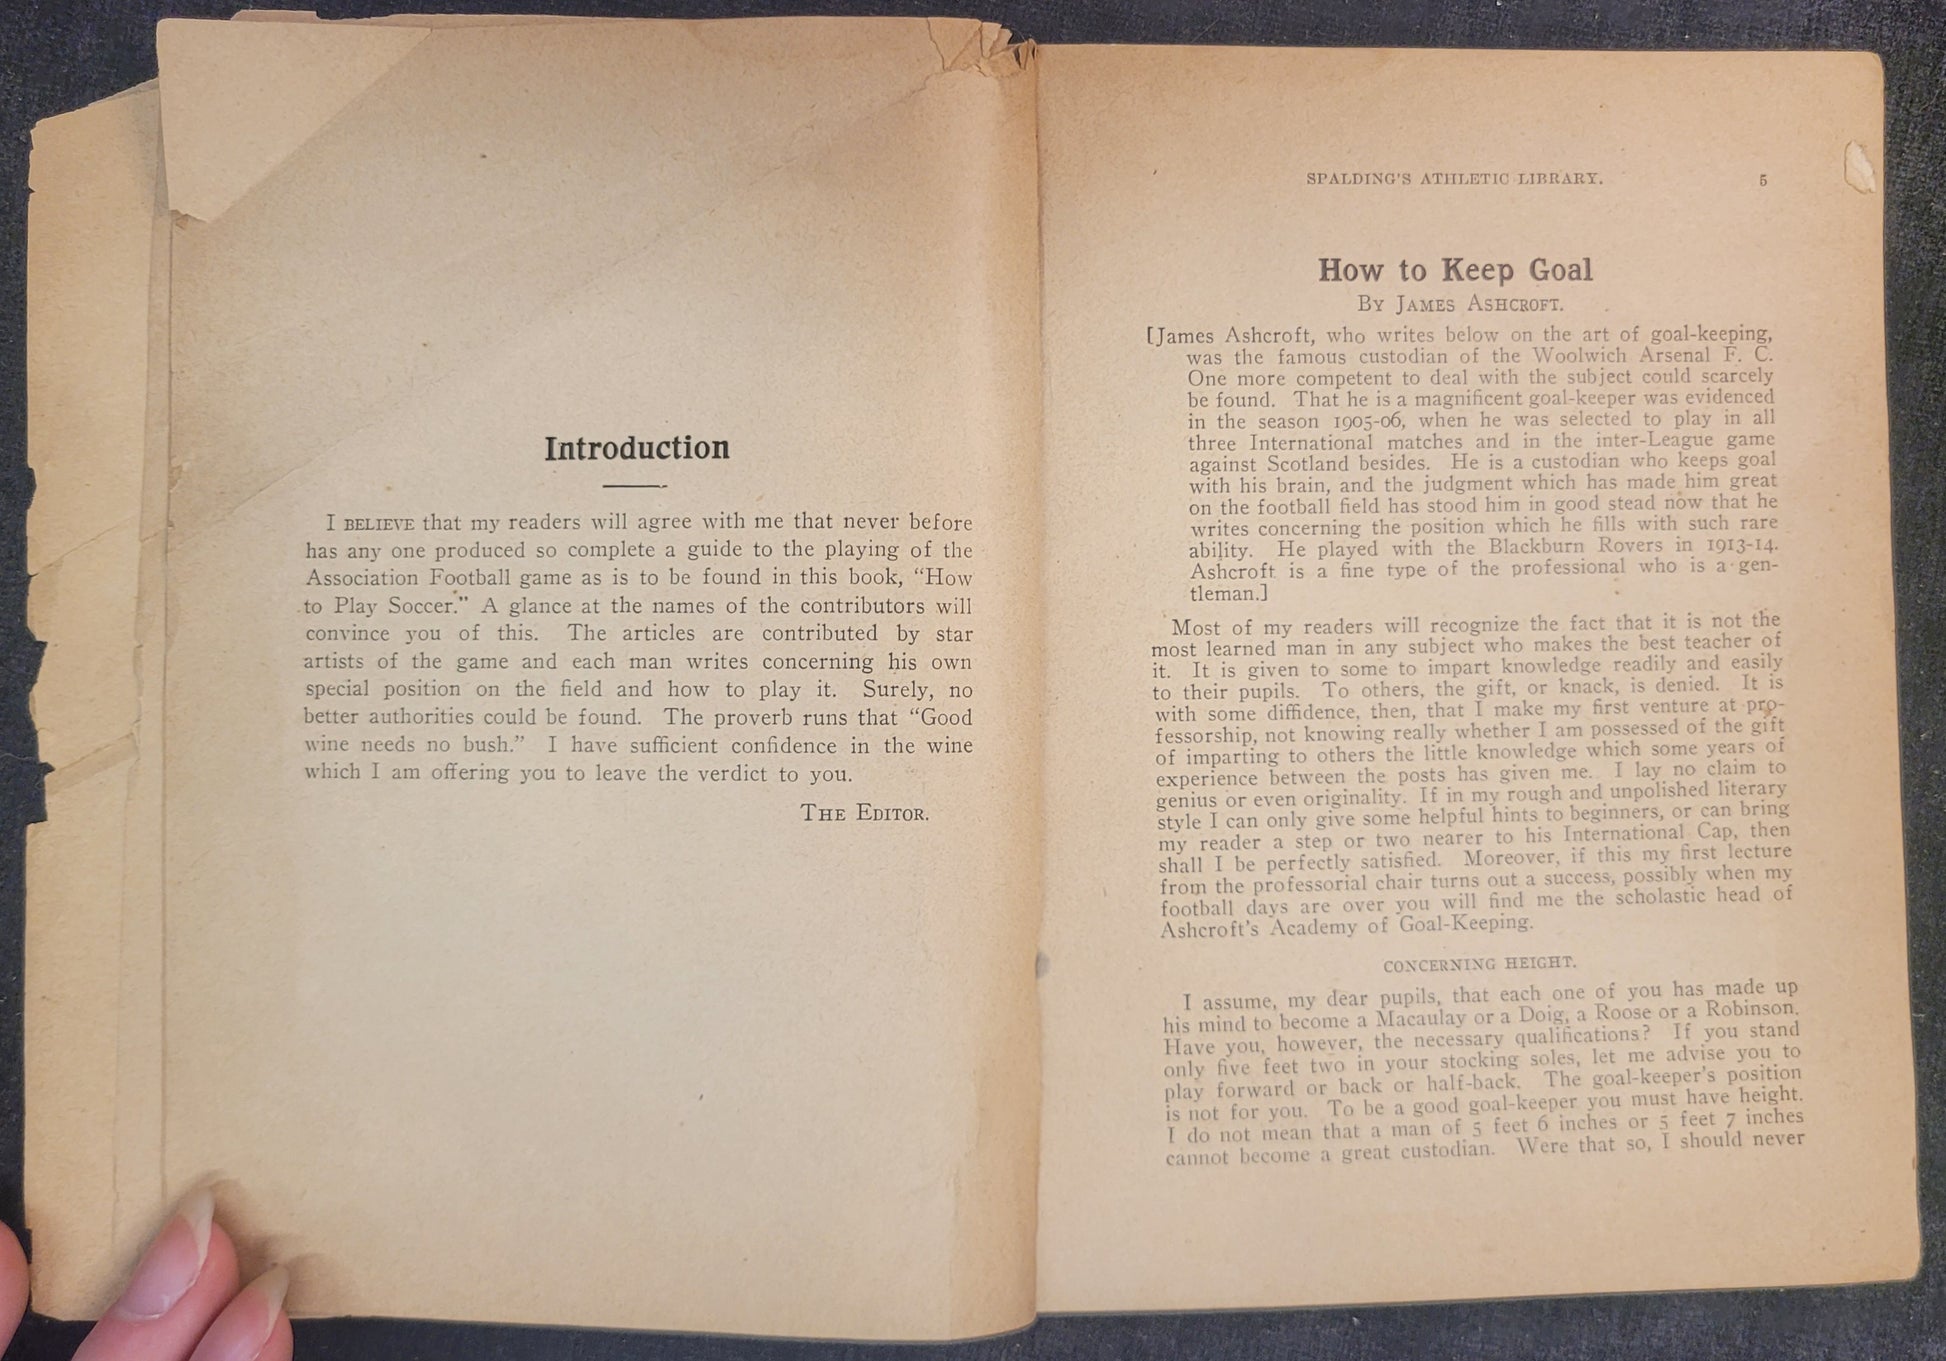 Introduction
I BELIEVE that my readers will agree with me that never before
has any one produced so complete a guide to the playing of the
Association Football game as is to be found in this book, “How
to Play Soccer.” A glance at the names of the contributors will
convince you of this. The articles are contributed by star
artists of the game and each man writes concerning his own
special position on the field and how to play it. Surely, no
better authorities could be found. The proverb runs that “Good
wine needs no bush.” I have sufficient confidence in the wine
which I am offering you to leave the verdict to you.
THE EDITOR.
SPALDING'S ATHLETIC LIBRARY. 5
How to Keep Goal
BY JAMES ASHCROFT.
[James Ashcroft, who writes below on the art of goal-keeping,
was the famous custodian of the Woolwich Arsenal F. C.
One more competent to deal with the subject could scarcely
be found. That he is a magnificent goal-keeper was evidenced
in the season 1905-06, when he was selected to play in all
three International matches and in the inter-League game
against Scotland besides. He is a custodian who keeps goal
with his brain, and the judgment which has made him great
on the football field has stood him in good stead now that he
writes concerning the position which he fills with such rare
ability. He played with the Blackburn Rovers in 1913-14.
Ashcroft is a fine type of the professional who is a gen-
tleman.]
Most of my readers will recognize the fact that it is not the
most learned man in any subject who makes the best teacher of
it. It is given to some to impart knowledge readily and easily
to their pupils. To others, the gift, or knack, is denied. It is
with some diffidence, then, that I make my first venture at pro-
fessorship, not knowing really whether I am possessed of the gift
of imparting to others the little knowledge which some years of
experience between the posts has given me. I lay no claim to
genius or even originality. If in my rough and unpolished literary
style I can only give some helpful hints to beginners, or can bring
my reader a step or two nearer to his International Cap, then
shall I be perfectly satisfied. Moreover, if this my first lecture
from the professorial chair turns out a success, possibly when my
football days are over you will find me the scholastic head of
Ashcroft's Academy of Goal-Keeping.
CONCERNING HEIGHT.
I assume, my dear pupils, that each one of you has made up
his mind to become a Macaulay or a Doig, a Roose or a Robinson.
Have you, however, the necessary qualifications? If you stand
only five feet two in your stocking soles, let me advise you to
play forward or back or half-back. The goal-keeper's position
is not for you. To be a good goal-keeper you must have height.
I do not mean that a man of 5 feet 6 inches or 5 feet 7 inches
cannot become a great custodian. Were that so, I should never